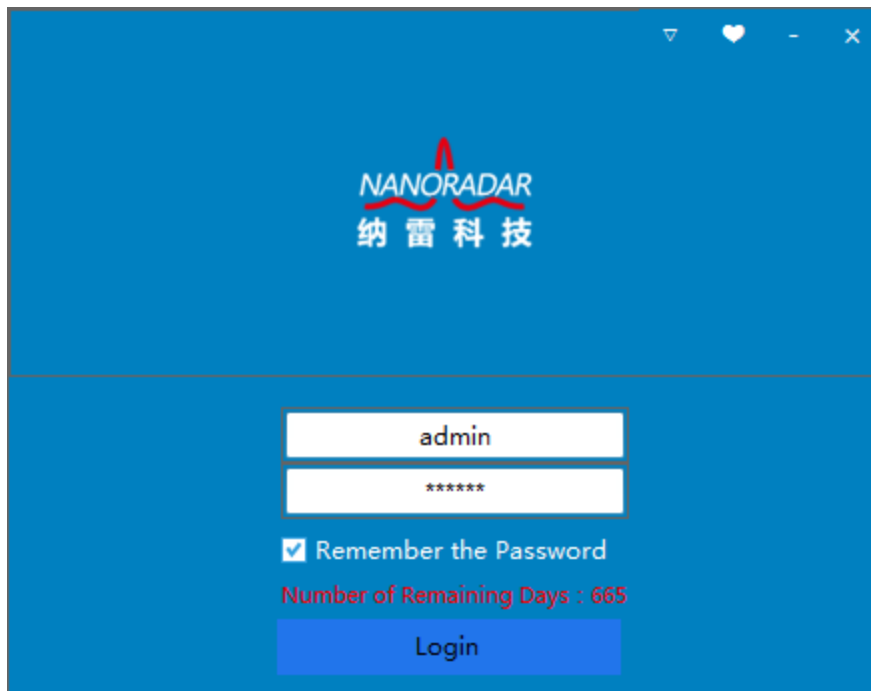 NANORADAR
纳雷科技
admin
******
Remember the Password
Number of Remaining Days : 665
Login